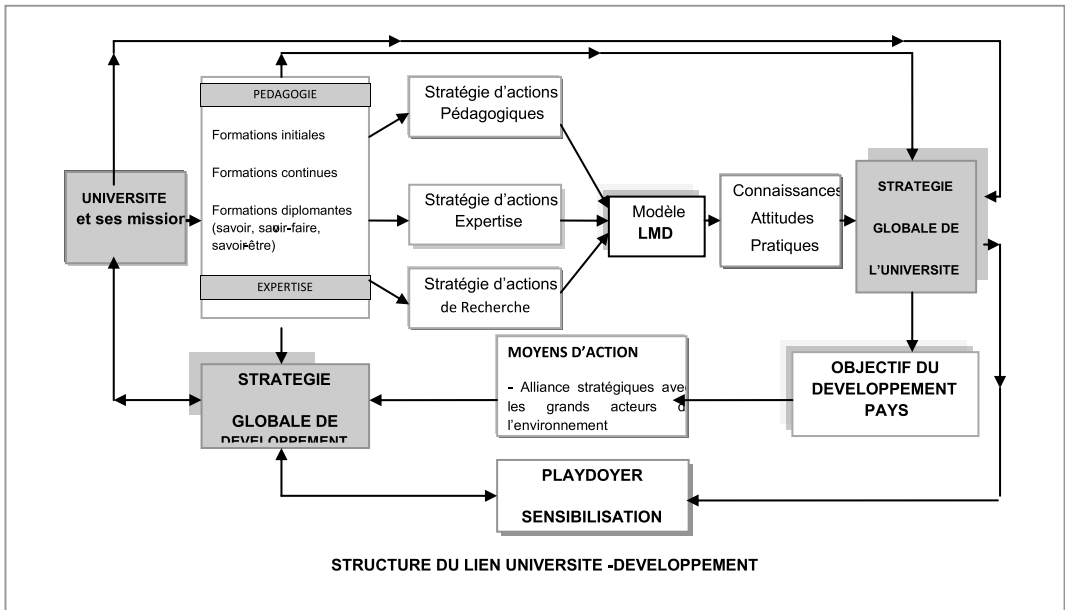 PEDAGOGIE
Formations initiales
Formations continues
Formations diplomantes
(savoir, savoir-faire,
savoir-être)
EXPERTISE
UNIVERSITE
et ses mission
Stratégie d’actions
Pédagogiques
Stratégie d’actions
Expertise
Stratégie d’actions
de Recherche
Modèle
LMD
Connaissances
Attitudes
Pratiques
STRATEGIE
GLOBALE DE
L’UNIVERSITE
STRATEGIE
GLOBALE DE
DEVELOPPEMENT
MOYENS D’ACTION
- Alliance stratégiques ave
les grands acteurs d
l’environnement
OBJECTIF DU
DEVELOPPEMENT
PAYS
PLAYDOYER
SENSIBILISATION
STRUCTURE DU LIEN UNIVERSITE -DEVELOPPEMENT